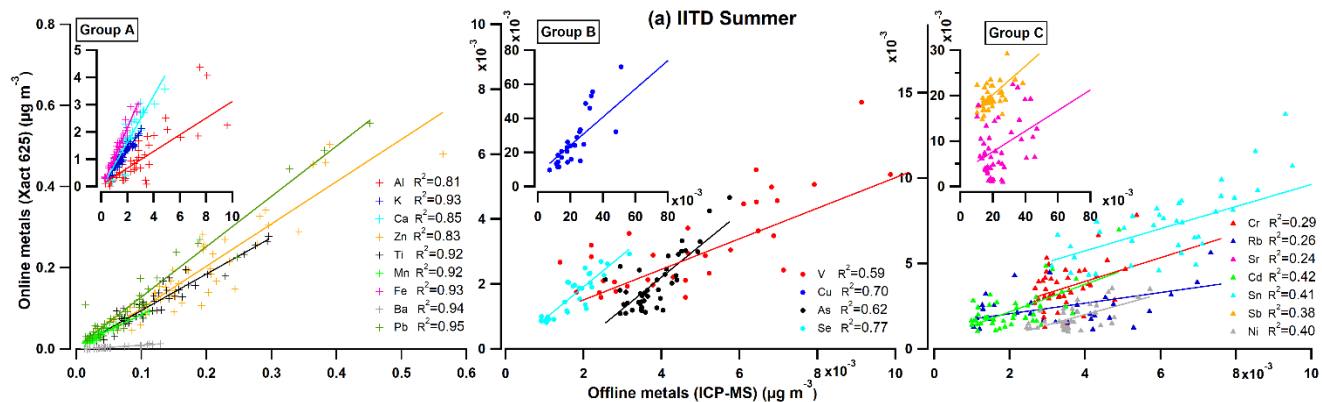 (a) IITD Summer
Group A
Group B
Group C
Online metals (Xact 625) (µg m-3)
0.8
0.6
0.4
0.2
0.0
0.0
0.1
0.2
0.3
0.4
0.5
0.6
5
4
3
2
1
0
0
2
4
6
8
10
Al R2=0.81
K R2=0.93
Ca R2=0.85
Zn R2=0.83
Ti R2=0.92
Mn R2=0.92
Fe R2=0.93
Ba R2=0.94
Pb R2=0.95
x10-3
10
8
6
4
2
0
0
2
4
6
8
10
x10-3
80x10-3
60
40
20
0
0
20
40
60
80
x10-3
V R2=0.59
Cu R2=0.70
As R2=0.62
Se R2=0.77
Offline metals (ICP-MS) (µg m-3)
x10-3
15
10
5
0
0
2
4
6
8
x10-3
10
x10-3
30
20
10
0
0
20
40
60
80
x10-3
Cr R2=0.29
Rb R2=0.26
Sr R2=0.24
Cd R2=0.42
Sn R2=0.41
Sb R2=0.38
Ni R2=0.40